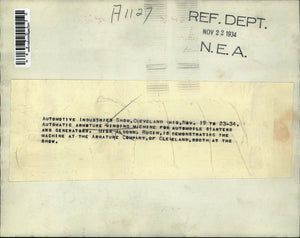 A1127
REF. DEPT.
NOV 22 1934
N.E.A.
AUTOMOTIVE INDUSTRIES SHOW, CLEVELAND OHIO, NOV. 19 TO 23-34.
AUTOMATIC ARMATURE WINDING MACHINE FOR AUTOMOBILE STARTERS
AND GENERATORS. MISS IS DEMONSTRATING THE
MACHINE AT THE ARMATURE COMPANY, OF CLEVELAND, BOOTH AT THE
SHOW.